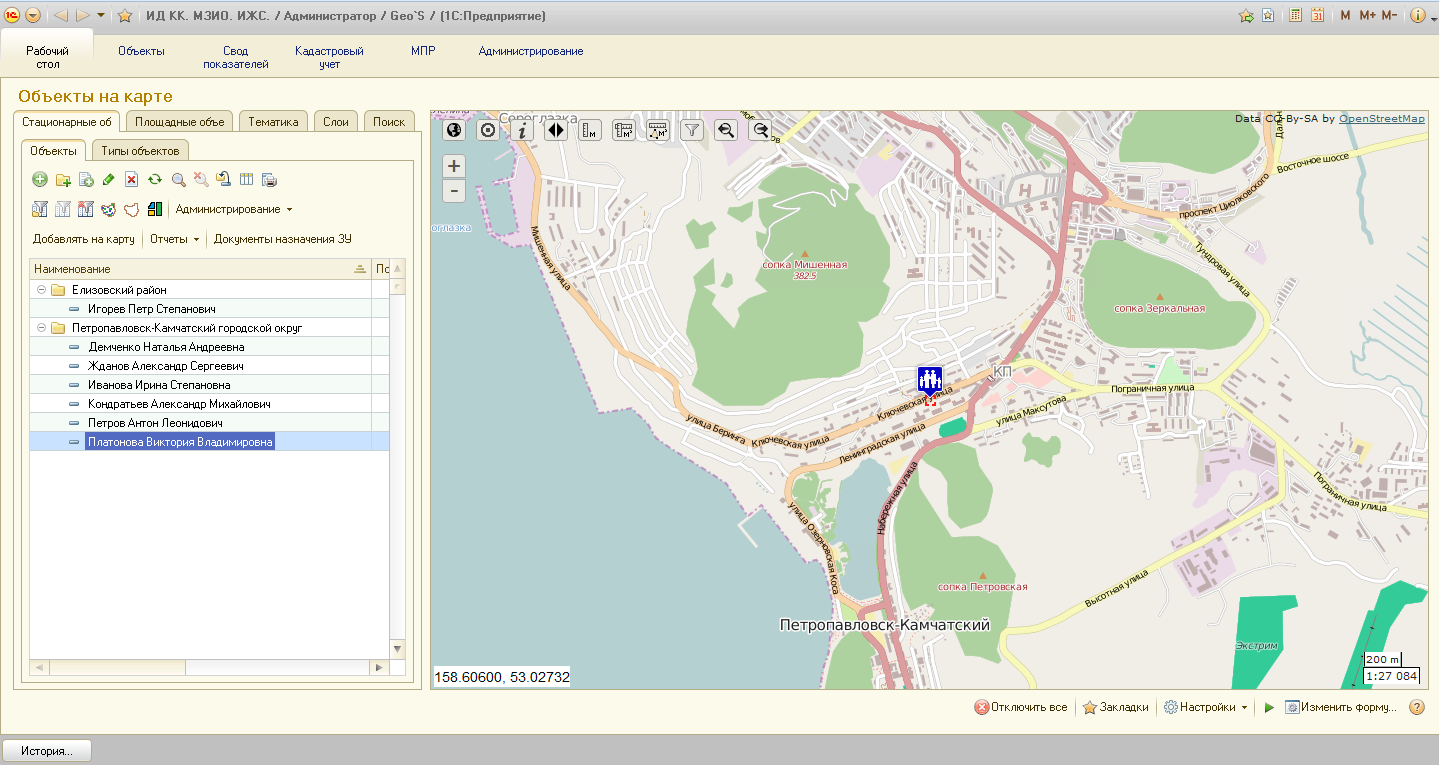 ИД КК. МЗИО. ИЖС. / Администратор / Geo`S / (1С:Предприятие)
M M+ M-
Рабочий стол
Объекты
Свод показателей
Кадастровый учет
МПР
Администрирование
Объекты на карте
Стационарные об
Площадные объе
Тематика
Слои
Поиск
Объекты
Типы объектов
Администрирование
Добавлять на карту
Отчеты
Документы назначения ЗУ
Наименование
По
Елизовский район
Игорев Петр Степанович
Петропавловск-Камчатский городской округ
Демченко Наталья Андреевна
Жданов Александр Сергеевич
Иванова Ирина Степановна
Кондратьев Александр Михайлович
Петров Антон Леонидович
Платонова Виктория Владимировна
Сероглазка
Data CC-By-SA by OpenStreetMap
+
-
оглазка
Восточное шоссе
проспект Циолковского
Мишенная улица
Тундровая улица
сопка Мишенная
382.5
сопка Зеркальная
КП
Ключевская улица
Пограничная улица
улица Максутова
улица Беринга
Ключевская улица
Ленинградская улица
Набережная улица
Пограничная улица
улица Озерновская Коса
сопка Петровская
Высотная улица
Петропавловск-Камчатский
Экстрим
200 m
158.60600, 53.02732
1:27 084
Отключить все
Закладки
Настройки
Изменить форму...
История...